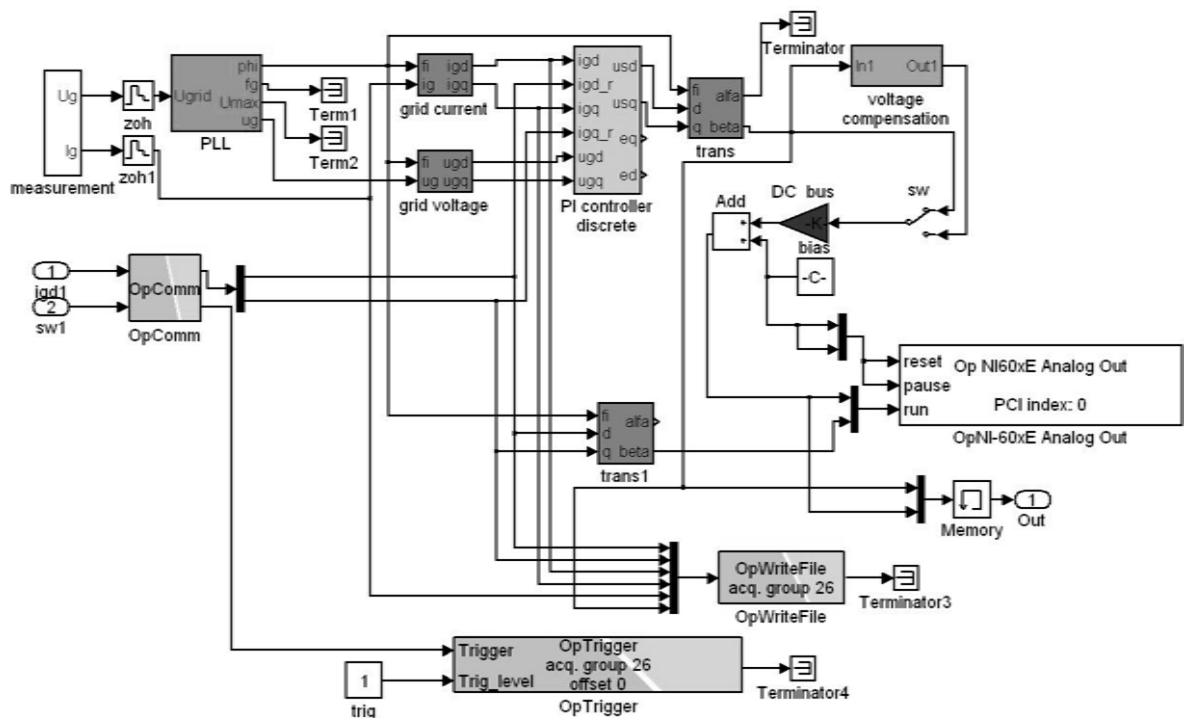 Ug
Ig
measurement
zoh
zoh1
Ugrid
phi
fg
Umax
ug
PLL
Term1
Term2
fi
igd
ig
igq
grid current
fi
ugd
ug
ugq
grid voltage
igd
igd_r
igq
igq_r
ugd
ugq
usd
usq
eq
ed
PI controller
discrete
fi
alfa
d
q
beta
trans
Terminator
In1
Out1
voltage
compensation
sw
DC bus
-K-
Add
+
+
bias
-C-
1
igd1
2
sw1
OpComm
OpComm
reset
pause
run
Op NI60xE Analog Out
PCI index: 0
OpNI-60xE Analog Out
fi
alfa
d
q
beta
trans1
Memory
1
Out
OpWriteFile
acq. group 26
OpWriteFile
Terminator3
Trigger
Trig_level
OpTrigger
acq. group 26
offset 0
OpTrigger
Terminator4
1
trig